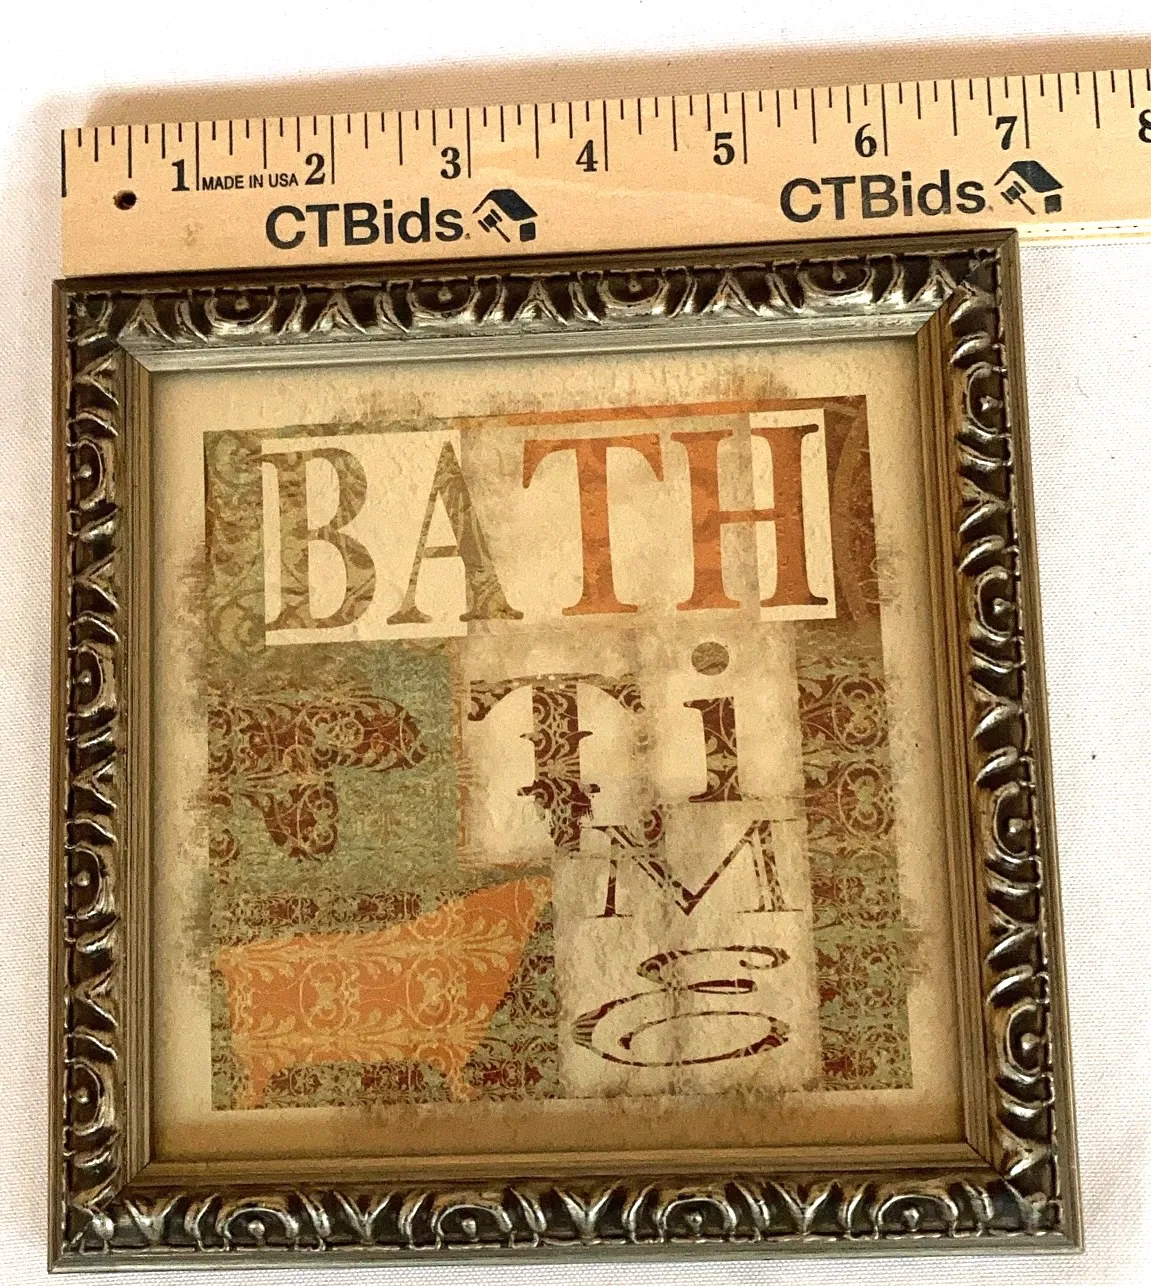 1 MADE IN USA 2 3 4 5 6 7 8
CTBids CTBids
BATH
Ti
M
E